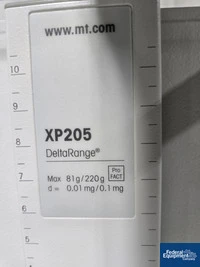 www.mt.com
10
9
XP205
DeltaRange®
8
Max 81g/220g
d = 0.01mg/0.1mg
Pro
FACT
7
6
5
Federal
Equipment
Company